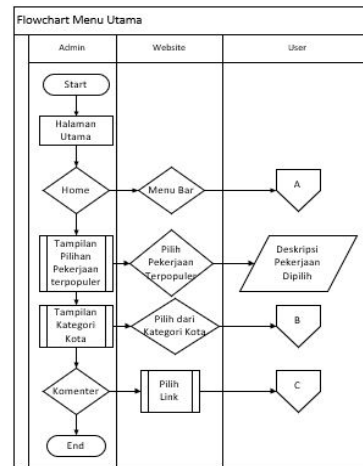 Flowchart Menu Utama
Admin
Website
User
Start
Halaman
Utama
Home
Menu Bar
A
Tampilan
Pilihan
Pekerjaan
terpopuler
Pilih
Pekerjaan
Terpopuler
Deskripsi
Pekerjaan
Dipilih
Tampilan
Kategori
Kota
Pilih dari
Kategori Kota
B
Komenter
Pilih
Link
C
End